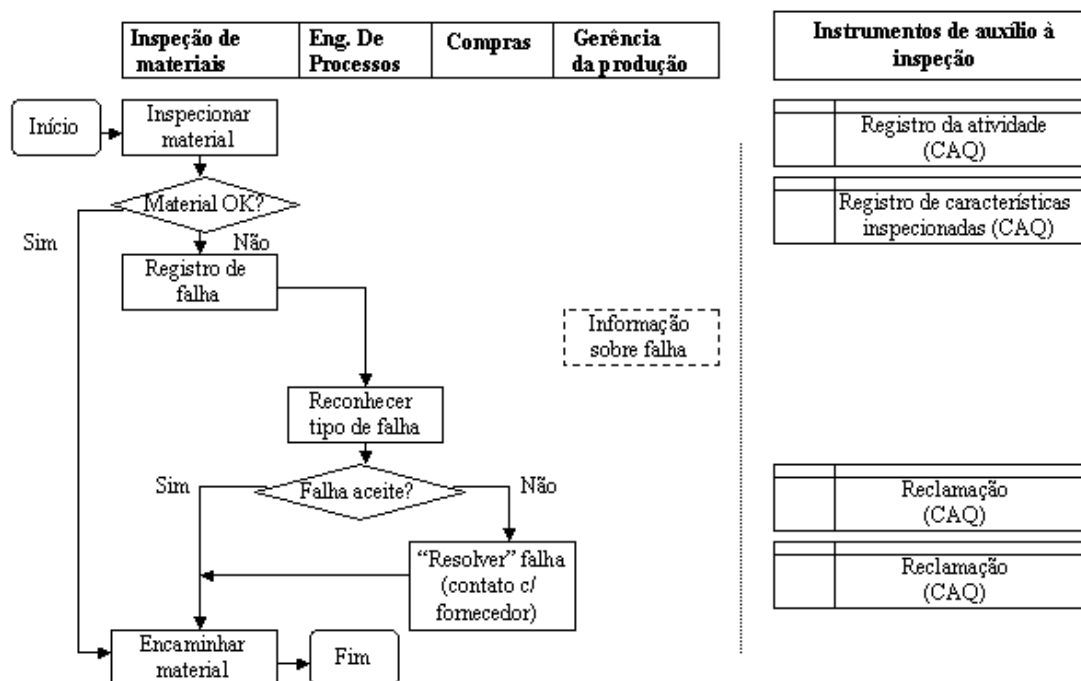 Inspeção de
materiais
Eng. De
Processos
Compras
Gerência
da produção
Instrumentos de auxílio à
inspeção
Início
Inspecionar
material
Registro da atividade
(CAQ)
Material OK?
Registro de características
inspecionadas (CAQ)
Sim
Não
Registro de
falha
Informação
sobre falha
Reconhecer
tipo de falha
Sim
Falha aceite?
Não
Reclamação
(CAQ)
“Resolver” falha
(contato c/
fornecedor)
Reclamação
(CAQ)
Encaminhar
material
Fim